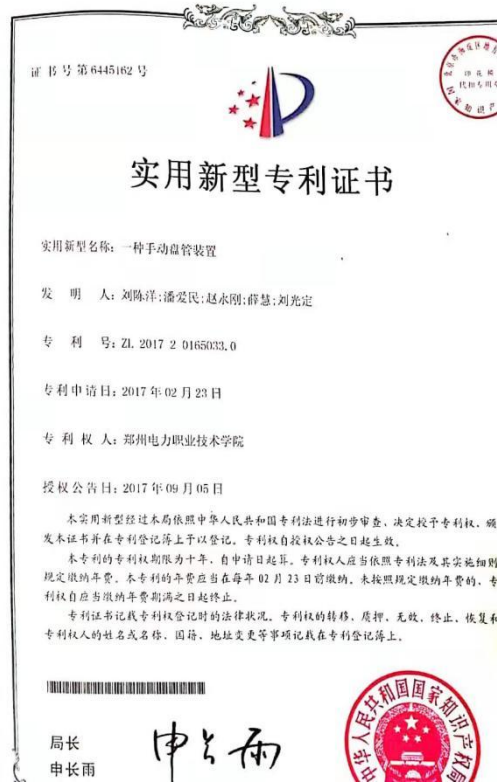 证书号第6445162号
实用新型专利证书
实用新型名称：一种手动盘管装置
发 明 人：刘陈洋;潘爱民;赵永刚;薛慧;刘光定
专 利 号：ZL 2017 2 0165033.0
专利申请日：2017年02月23日
专 利 权 人：郑州电力职业技术学院
授权公告日：2017年09月05日
本实用新型经过本局依照中华人民共和国专利法进行初步审查，决定授予专利权，颁
发本证书并在专利登记簿上予以登记。专利权自授权公告之日起生效。
本专利的专利权期限为十年，自申请日起算。专利权人应当依照专利法及其实施细则
规定缴纳年费。本专利的年费应当在每年02月23日前缴纳。未按照规定缴纳年费的，专
利权自应当缴纳年费期满之日起终止。
专利证书记载专利权登记时的法律状况。专利权的转移、质押、无效、终止、恢复和
专利权人的姓名或名称、国籍、地址变更等事项记载在专利登记簿上。
局长
申长雨
申长雨
中华人民共和国国家知识产权局